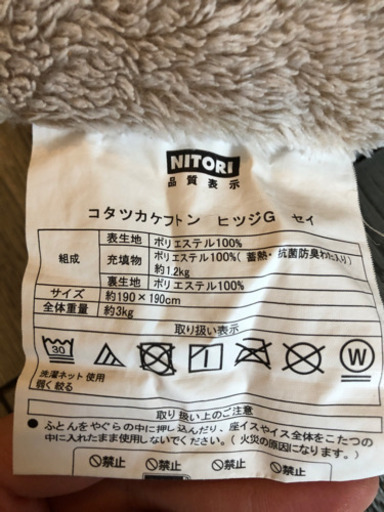 NITORI
品質表示
コタツカケフトン ヒツジG セイ
組成 表生地 ポリエステル100%
充填物 ポリエステル100%(蓄熱・抗菌防臭わた入り) 約1.2kg
裏生地 ポリエステル100%
サイズ 約190×190cm
全体重量 約3kg
取り扱い表示
30 W
洗濯ネット使用
弱く絞る
取り扱い上のご注意
●ふとんをやぐらの中に押し込んだり、座イスやイス全体をこたつの
中に入れたまま使用しないでください。(火災の原因になります。)
禁止 禁止 禁止